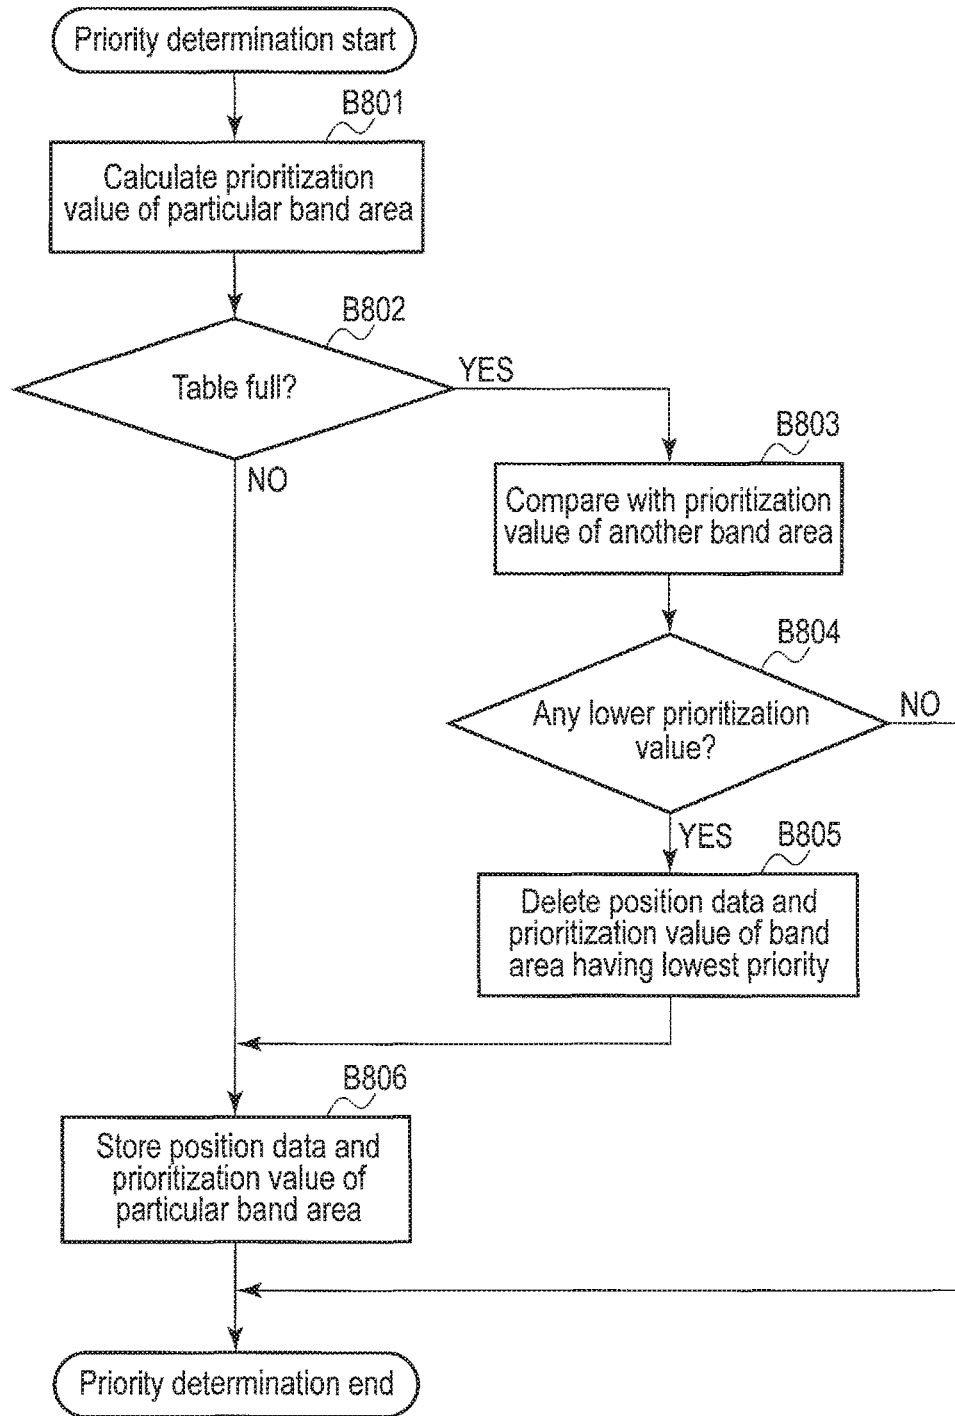 Priority determination start
B801
Calculate prioritization
value of particular band area
B802
Table full?
YES
NO
B803
Compare with prioritization
value of another band area
B804
Any lower prioritization
value?
NO
YES
B805
Delete position data and
prioritization value of band
area having lowest priority
B806
Store position data and
prioritization value of
particular band area
Priority determination end